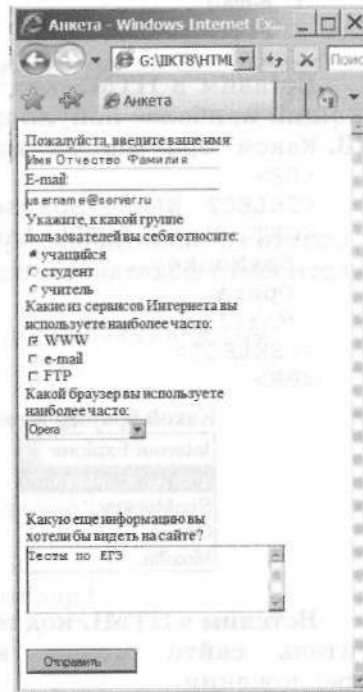 Анкета - Windows Internet Ex...
G:\IIKT8\HTML
Поис
Анкета
Пожалуйста, введите ваше имя:
Имя Отчество Фамилия
E-mail:
username@server.ru
Укажите, к какой группе
пользователей вы себя относите:
учащийся
студент
учитель
Какие из сервисов Интернета вы
используете наиболее часто:
WWW
e-mail
FTP
Какой браузер вы используете
наиболее часто:
Opera
Какую еще информацию вы
хотели бы видеть на сайте?
Тесты по ЕГЭ
Отправить